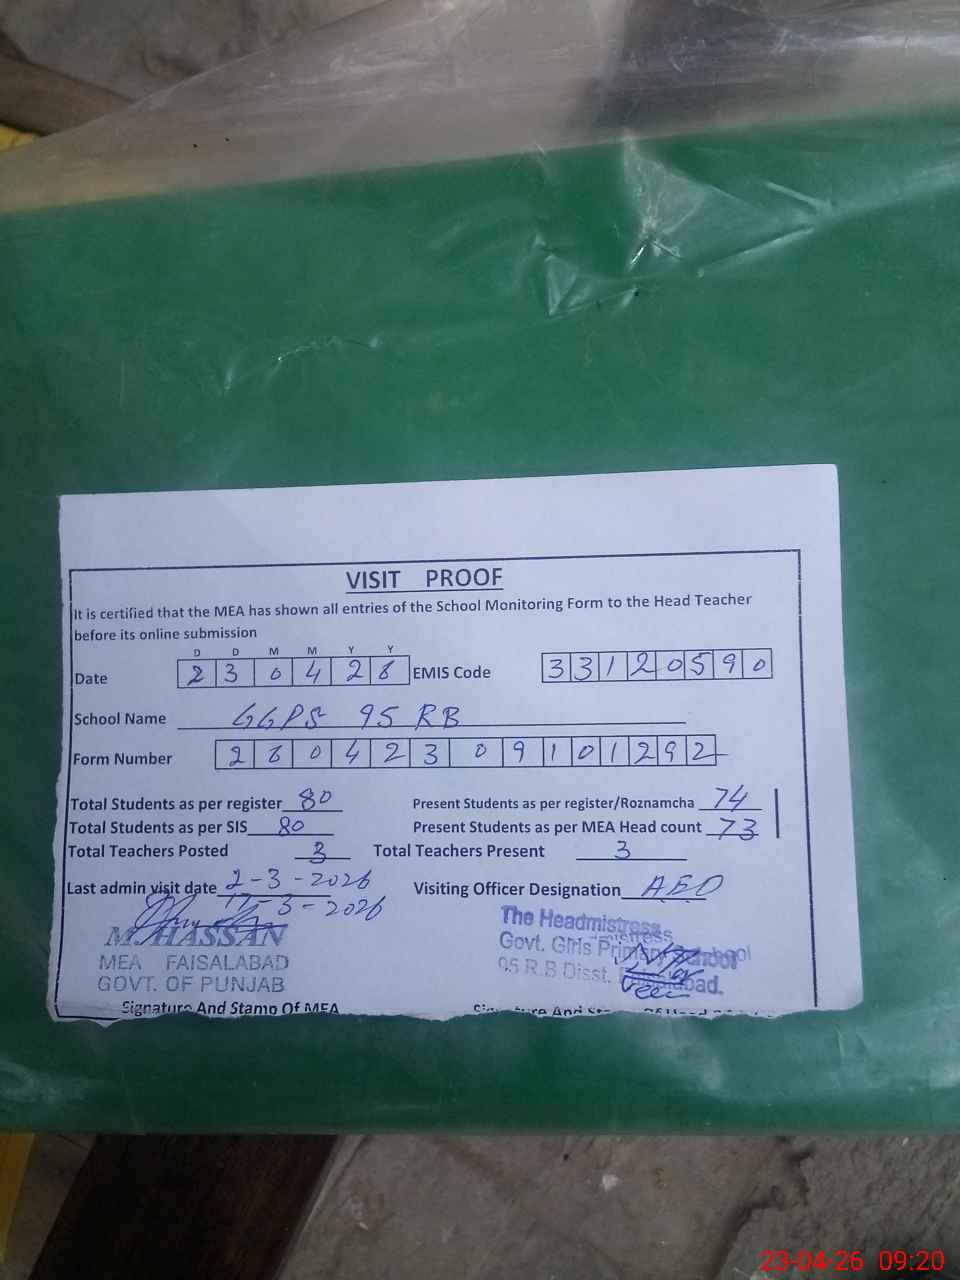 VISIT PROOF
It is certified that the MEA has shown all entries of the School Monitoring Form to the Head Teacher
before its online submission
D D M M Y Y
Date 2 3 0 4 2 6 EMIS Code 3 3 1 2 0 5 9 0
School Name GGPS 95 RB
Form Number 2 6 0 4 2 3 0 9 1 0 1 2 9 2
Total Students as per register 80 Present Students as per register/Roznamcha 74
Total Students as per SIS 80 Present Students as per MEA Head count 73
Total Teachers Posted 3 Total Teachers Present 3
Last admin visit date 2-3-2026 Visiting Officer Designation AEO
17-3-2026
M. HASSAN
MEA FAISALABAD
GOVT. OF PUNJAB
The Headmistress
Govt. Girls Primary School
95 R.B Disst. Faisalabad.
Signature And Stamp Of MEA
23-04-26 09:20